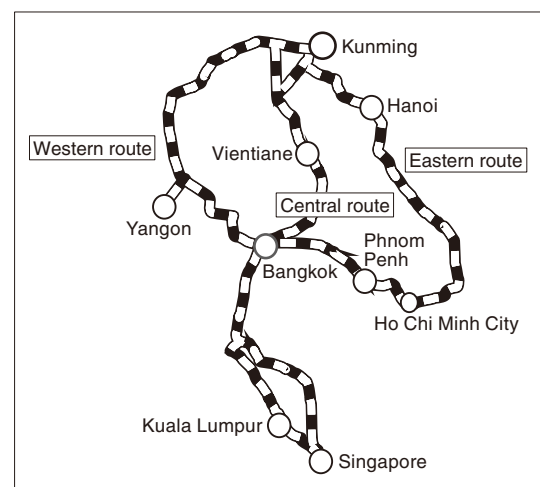 Kunming
Hanoi
Western route
Vientiane
Eastern route
Yangon
Central route
Phnom
Penh
Bangkok
Ho Chi Minh City
Kuala Lumpur
Singapore